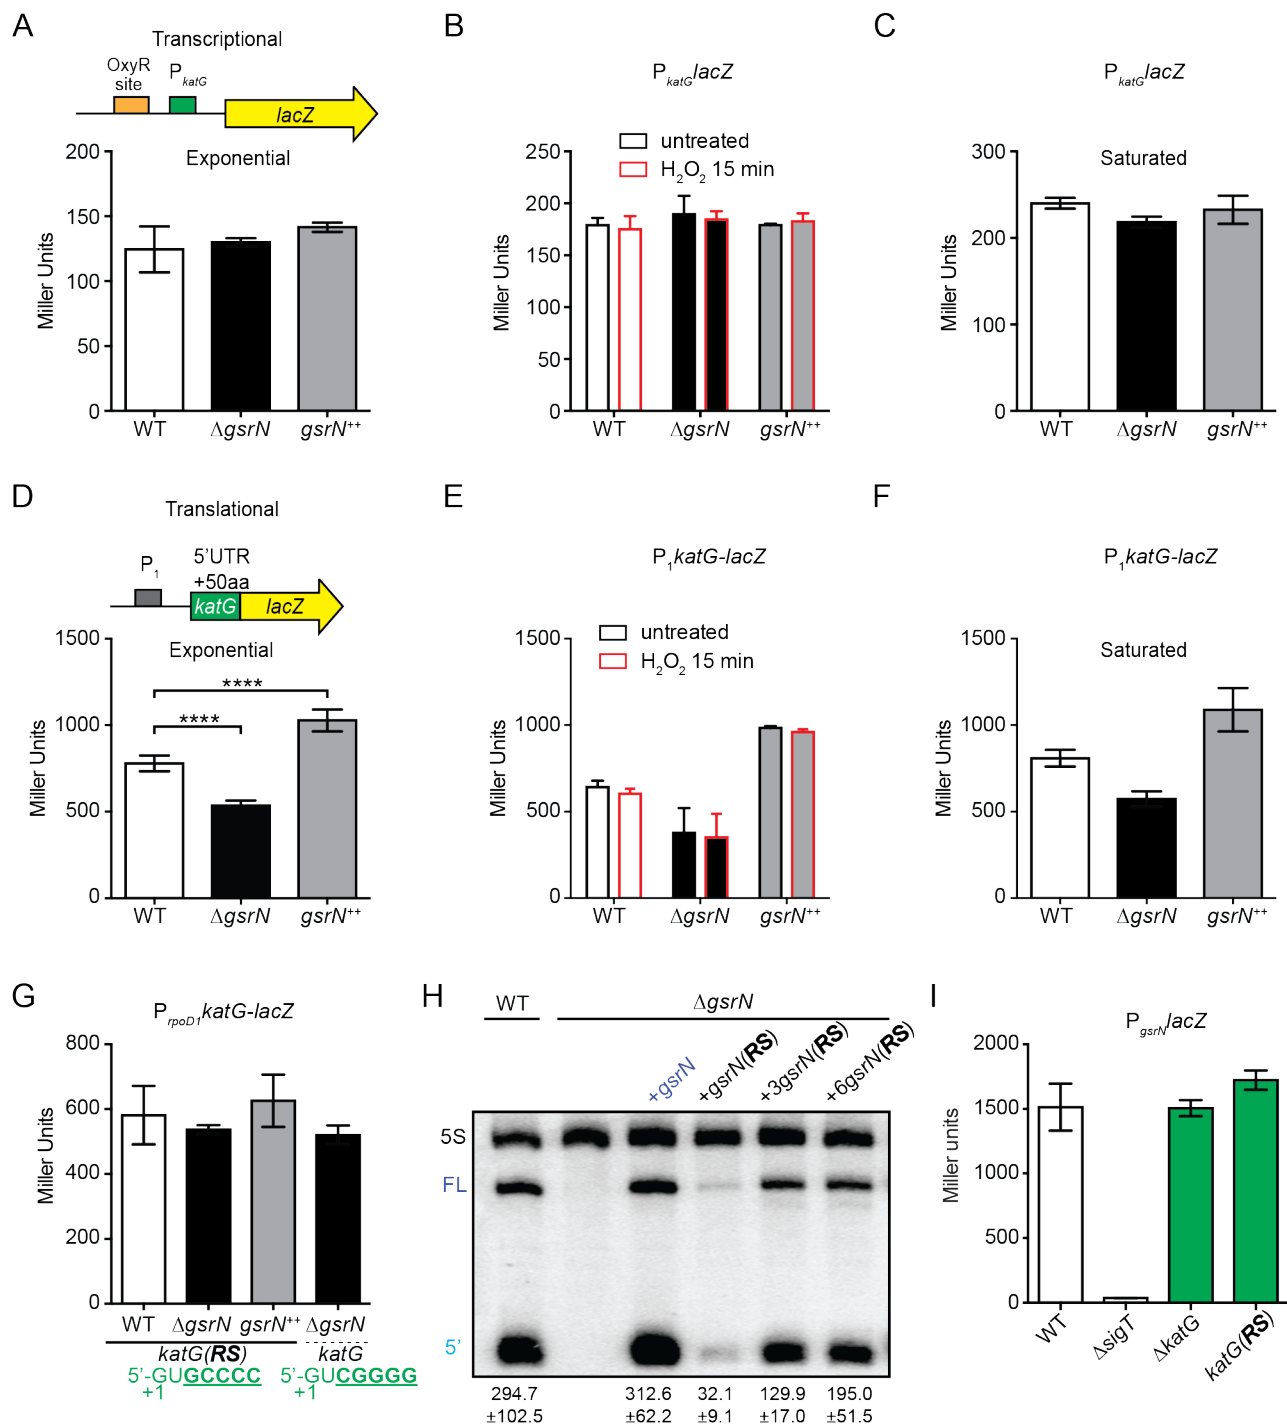 A
Transcriptional
OxyR
site
P katG
lacZ
Exponential
200
150
100
50
0
Miller Units
WT
ΔgsrN
gsrN++
B
PkatGlacZ
untreated
H2O2 15 min
250
200
150
100
50
0
Miller Units
WT
ΔgsrN
gsrN++
C
PkatGlacZ
Saturated
300
200
100
0
Miller Units
WT
ΔgsrN
gsrN++
D
Translational
P1
5’UTR
+50aa
katG
lacZ
Exponential
1500
1000
500
0
Miller Units
****
****
WT
ΔgsrN
gsrN++
E
P1katG-lacZ
untreated
H2O2 15 min
1500
1000
500
0
Miller Units
WT
ΔgsrN
gsrN++
F
P1katG-lacZ
Saturated
1500
1000
500
0
Miller Units
WT
ΔgsrN
gsrN++
G
PrpoD1katG-lacZ
800
600
400
200
0
Miller Units
WT ΔgsrN gsrN++ ΔgsrN
katG(RS) katG
5’-GUGCCCC 5’-GUCGGGG
+1 +1
H
WT
ΔgsrN
+gsrN
+gsrN(RS)
+3gsrN(RS)
+6gsrN(RS)
5S
FL
5’
294.7 312.6 32.1 129.9 195.0
±102.5 ±62.2 ±9.1 ±17.0 ±51.5
I
PgsrNlacZ
2000
1500
1000
500
0
Miller units
WT
ΔsigT
ΔkatG
katG(RS)